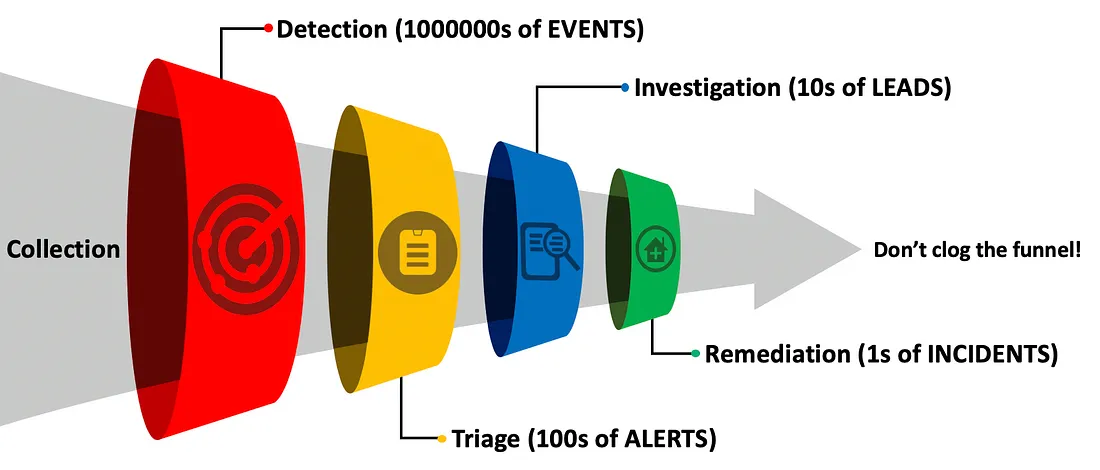 Detection (1000000s of EVENTS)
Investigation (10s of LEADS)
Collection
Don’t clog the funnel!
Remediation (1s of INCIDENTS)
Triage (100s of ALERTS)